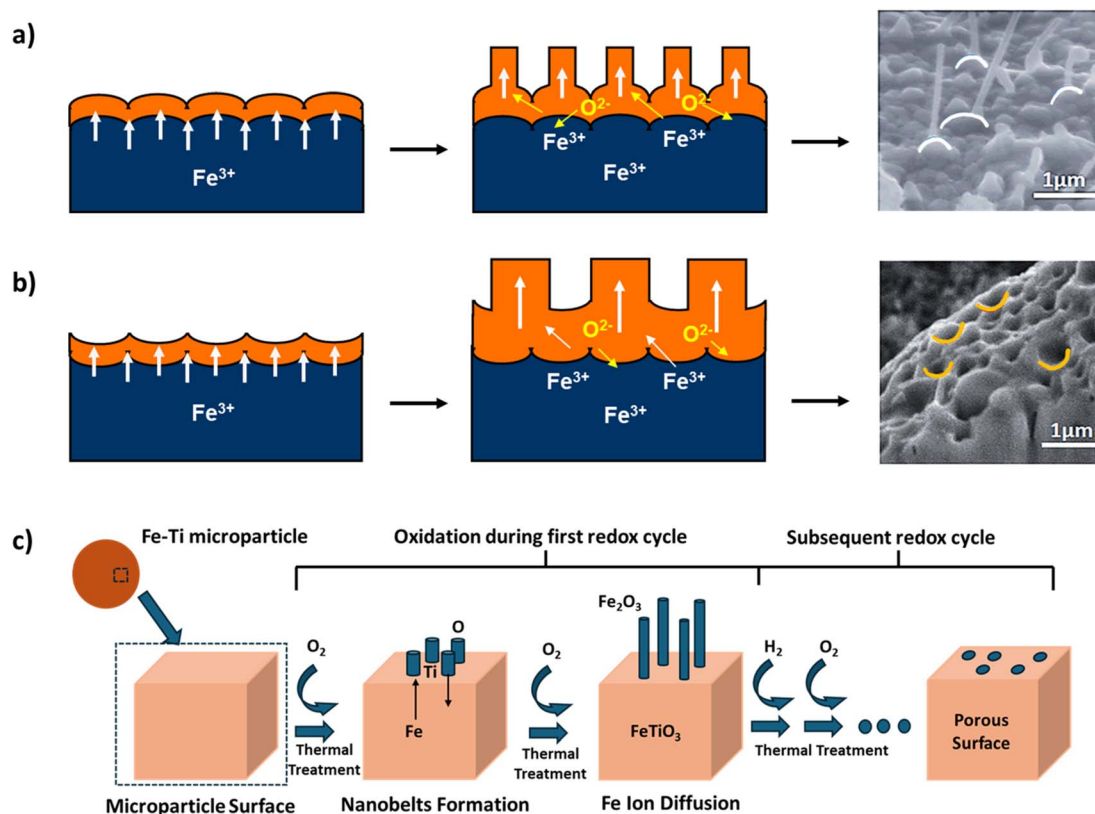 a)
Fe³⁺
O²⁻ O²⁻
Fe³⁺ Fe³⁺
Fe³⁺
1μm
b)
Fe³⁺
O²⁻ O²⁻
Fe³⁺ Fe³⁺
Fe³⁺
1μm
c)
Fe-Ti microparticle
Oxidation during first redox cycle
Subsequent redox cycle
O₂
Thermal
Treatment
O
Ti
Fe
O₂
Thermal
Treatment
Fe₂O₃
FeTiO₃
H₂ O₂
Thermal Treatment
Porous
Surface
Microparticle Surface
Nanobelts Formation
Fe Ion Diffusion